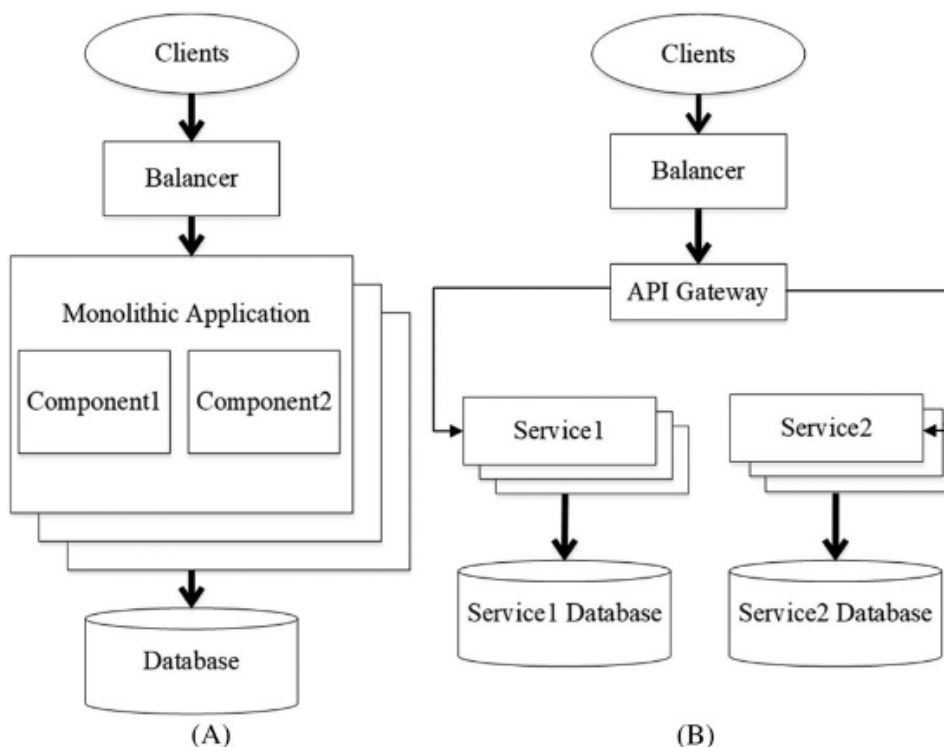 Clients
Balancer
Monolithic Application
Component1
Component2
Database
(A)
Clients
Balancer
API Gateway
Service1
Service2
Service1 Database
Service2 Database
(B)